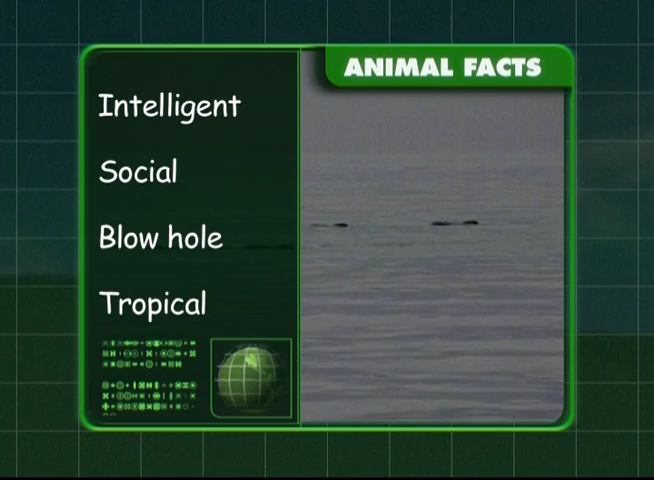 ANIMAL FACTS
Intelligent
Social
Blow hole
Tropical